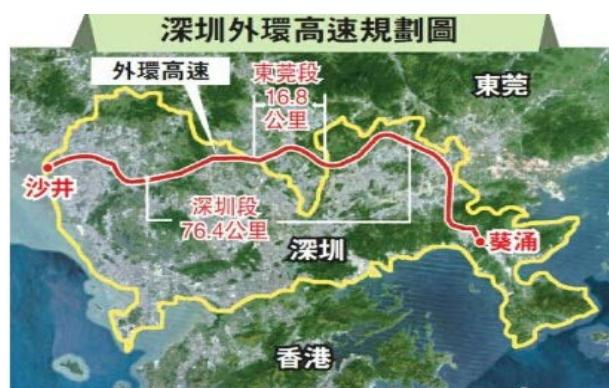 深圳外環高速規劃圖
外環高速
東莞段
16.8
公里
東莞
沙井
深圳段
76.4公里
深圳
葵涌
香港